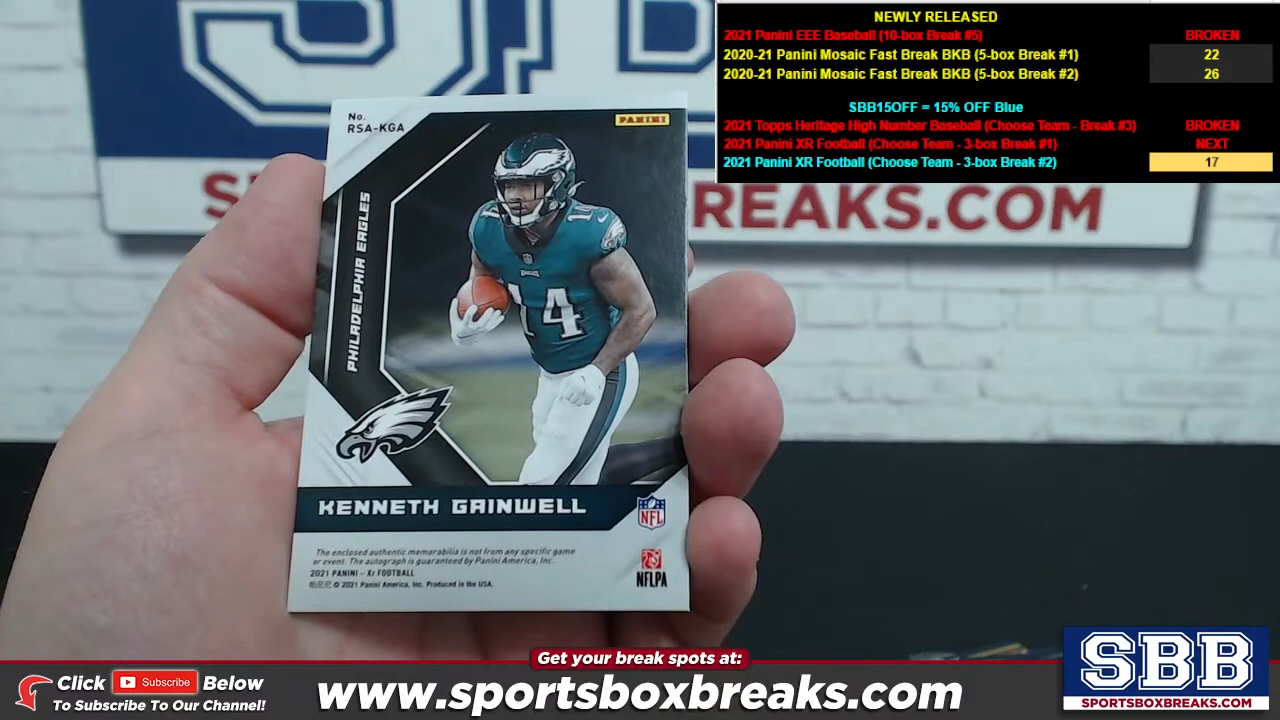 NEWLY RELEASED
2021 Panini EEE Baseball (10-box Break #5) BROKEN
2020-21 Panini Mosaic Fast Break BKB (5-box Break #1) 22
2020-21 Panini Mosaic Fast Break BKB (5-box Break #2) 26
SBB15OFF = 15% OFF Blue
2021 Topps Heritage High Number Baseball (Choose Team - Break #3) BROKEN
2021 Panini XR Football (Choose Team - 3-box Break #1) NEXT
2021 Panini XR Football (Choose Team - 3-box Break #2) 17
REAKS.COM
No.
RSA-KGA
PANINI
PHILADELPHIA EAGLES
14
14
KENNETH GAINWELL
NFL
The enclosed authentic memorabilia is not from any specific game
or event. The autograph is guaranteed by Panini America, Inc.
2021 PANINI – Xr FOOTBALL
© 2021 Panini America, Inc. Produced in the USA.
NFLPA
Get your break spots at:
Click Subscribe Below
To Subscribe To Our Channel!
www.sportsboxbreaks.com
SBB
SPORTSBOXBREAKS.COM